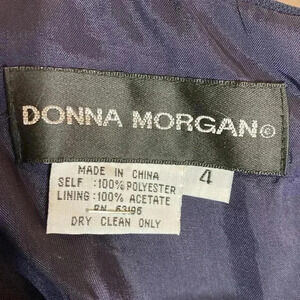 DONNA MORGAN©
4
MADE IN CHINA
SELF :100% POLYESTER
LINING: 100% ACETATE
RN 63196
DRY CLEAN ONLY